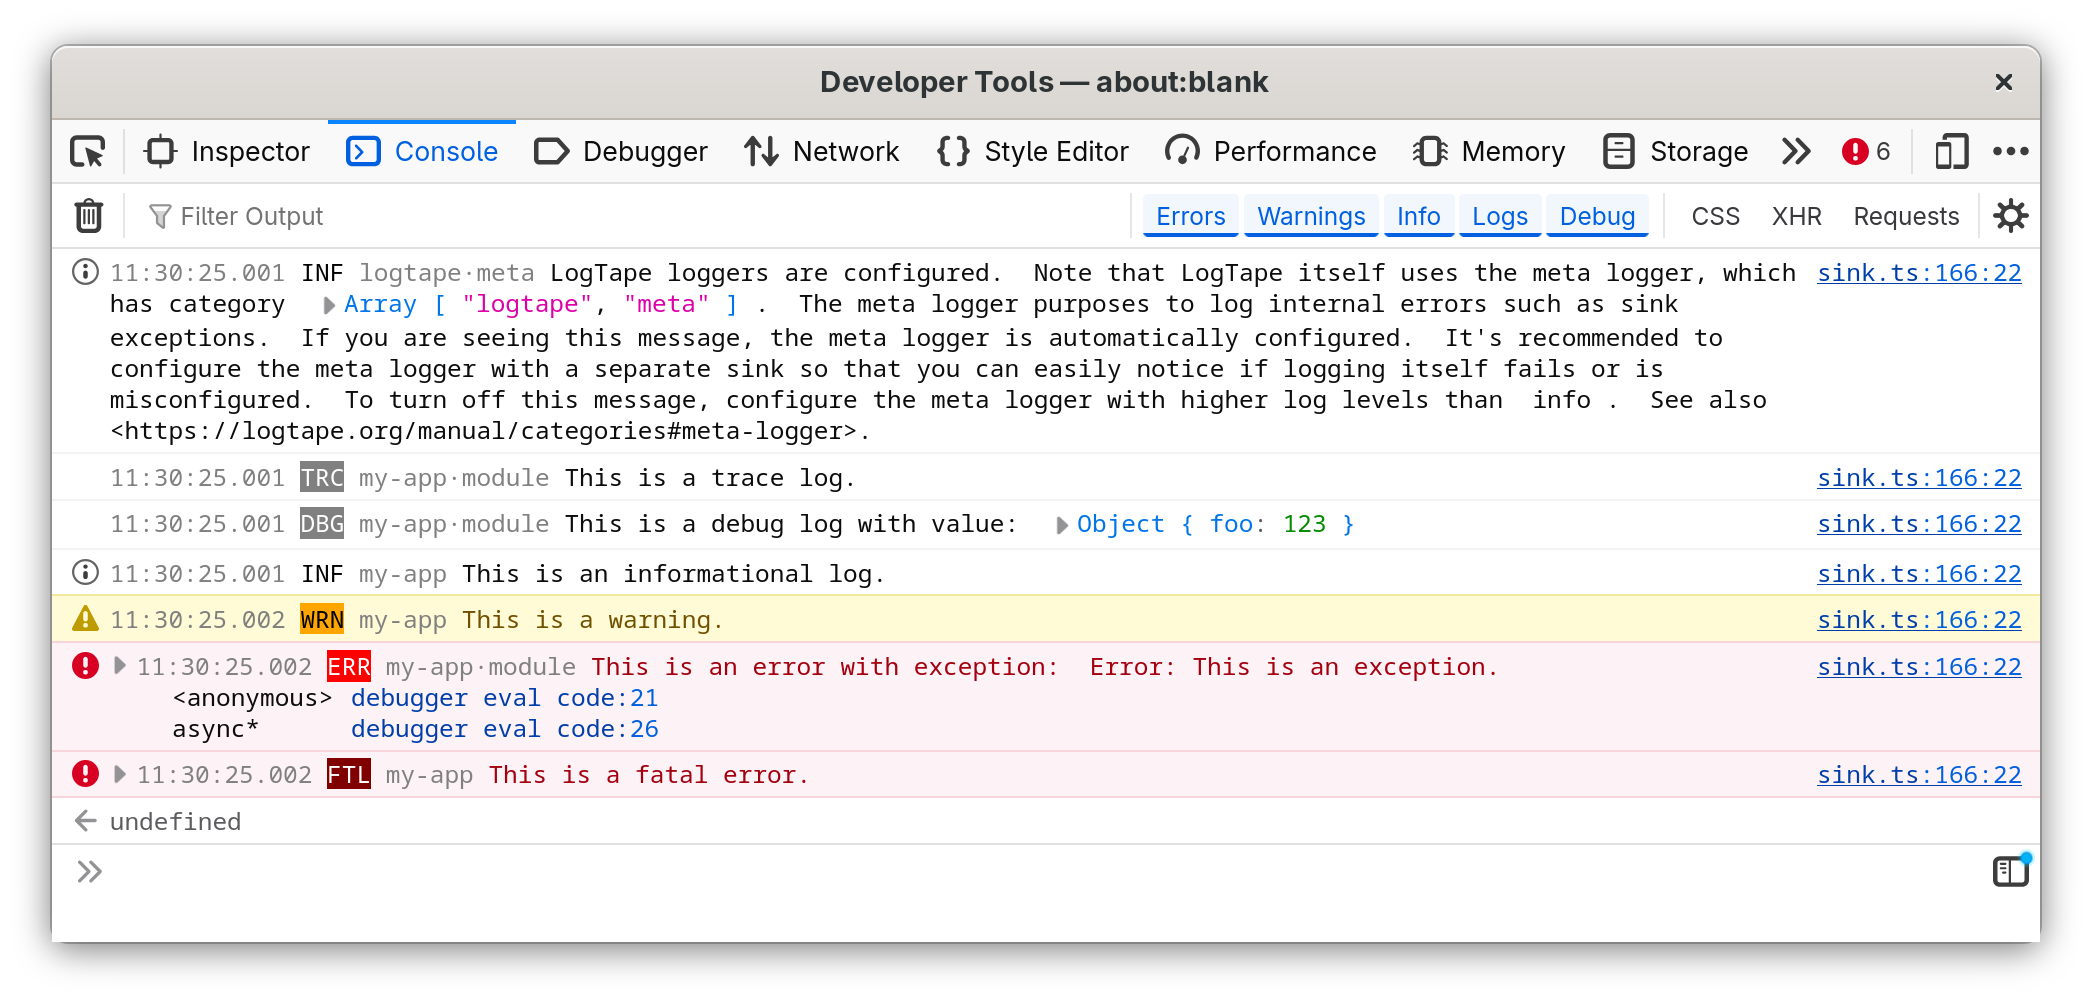 Developer Tools — about:blank
Inspector Console Debugger Network Style Editor Performance Memory Storage 6
Filter Output Errors Warnings Info Logs Debug CSS XHR Requests
11:30:25.001 INF logtape·meta LogTape loggers are configured.  Note that LogTape itself uses the meta logger, which sink.ts:166:22
has category Array [ "logtape", "meta" ] .  The meta logger purposes to log internal errors such as sink
exceptions.  If you are seeing this message, the meta logger is automatically configured.  It's recommended to
configure the meta logger with a separate sink so that you can easily notice if logging itself fails or is
misconfigured.  To turn off this message, configure the meta logger with higher log levels than  info .  See also
<https://logtape.org/manual/categories#meta-logger>.
11:30:25.001 TRC my-app·module This is a trace log. sink.ts:166:22
11:30:25.001 DBG my-app·module This is a debug log with value: Object { foo: 123 } sink.ts:166:22
11:30:25.001 INF my-app This is an informational log. sink.ts:166:22
11:30:25.002 WRN my-app This is a warning. sink.ts:166:22
11:30:25.002 ERR my-app·module This is an error with exception:  Error: This is an exception. sink.ts:166:22
<anonymous> debugger eval code:21
async* debugger eval code:26
11:30:25.002 FTL my-app This is a fatal error. sink.ts:166:22
undefined